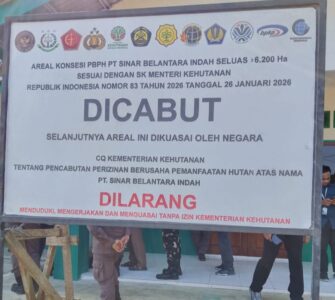 AREAL KONSESI PBPH PT SINAR BELANTARA INDAH SELUAS ›6.200 Ha
SESUAI DENGAN SK MENTERI KEHUTANAN
REPUBLIK INDONESIA NOMOR 83 TAHUN 2026 TANGGAL 26 JANUARI 2026
DICABUT
SELANJUTNYA AREAL INI DIKUASAI OLEH NEGARA
CQ KEMENTERIAN KEHUTANAN
TENTANG PENCABUTAN PERIZINAN BERUSAHA PEMANFAATAN HUTAN ATAS NAMA
PT. SINAR BELANTARA INDAH
DILARANG
MENDUDUKI, MENGERJAKAN DAN MENGUASAI TANPA IZIN KEMENTERIAN KEHUTANAN